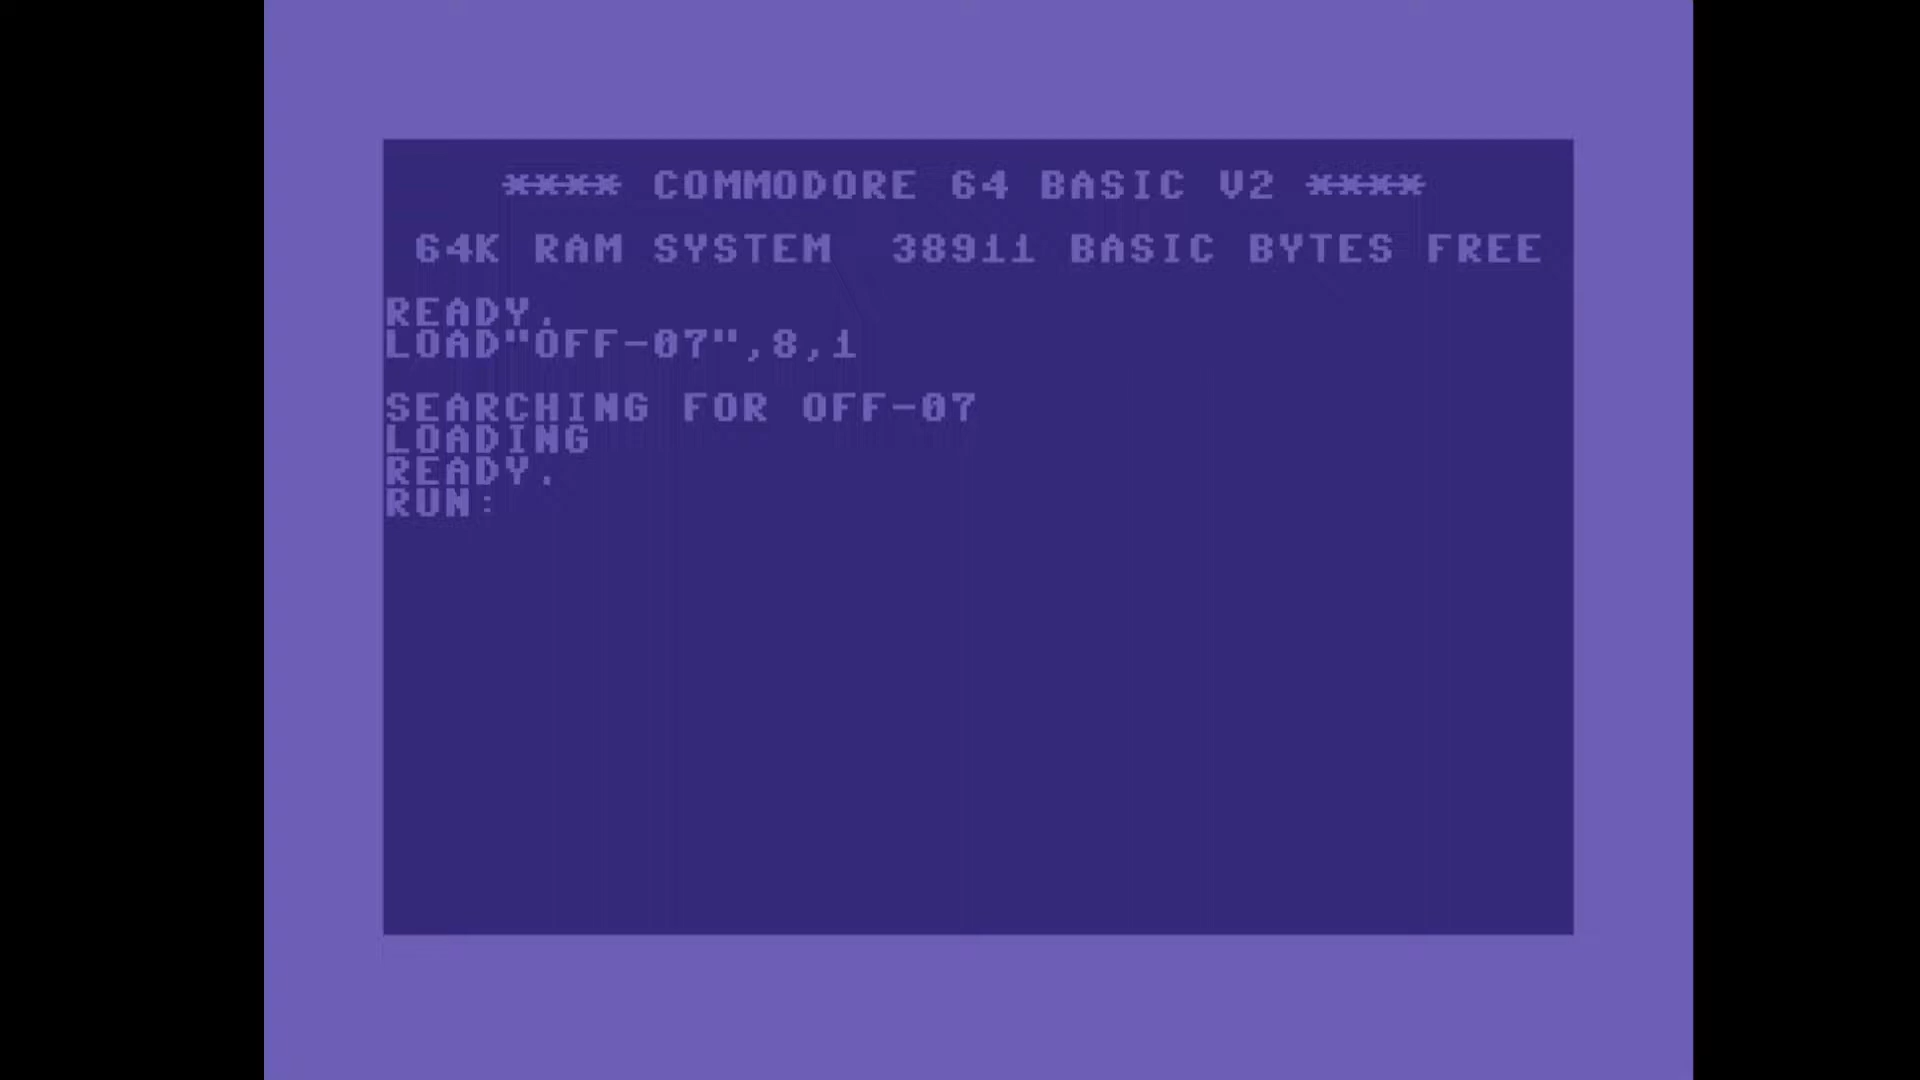 **** COMMODORE 64 BASIC V2 ****
64K RAM SYSTEM  38911 BASIC BYTES FREE
READY.
LOAD"OFF-07",8,1
SEARCHING FOR OFF-07
LOADING
READY.
RUN: